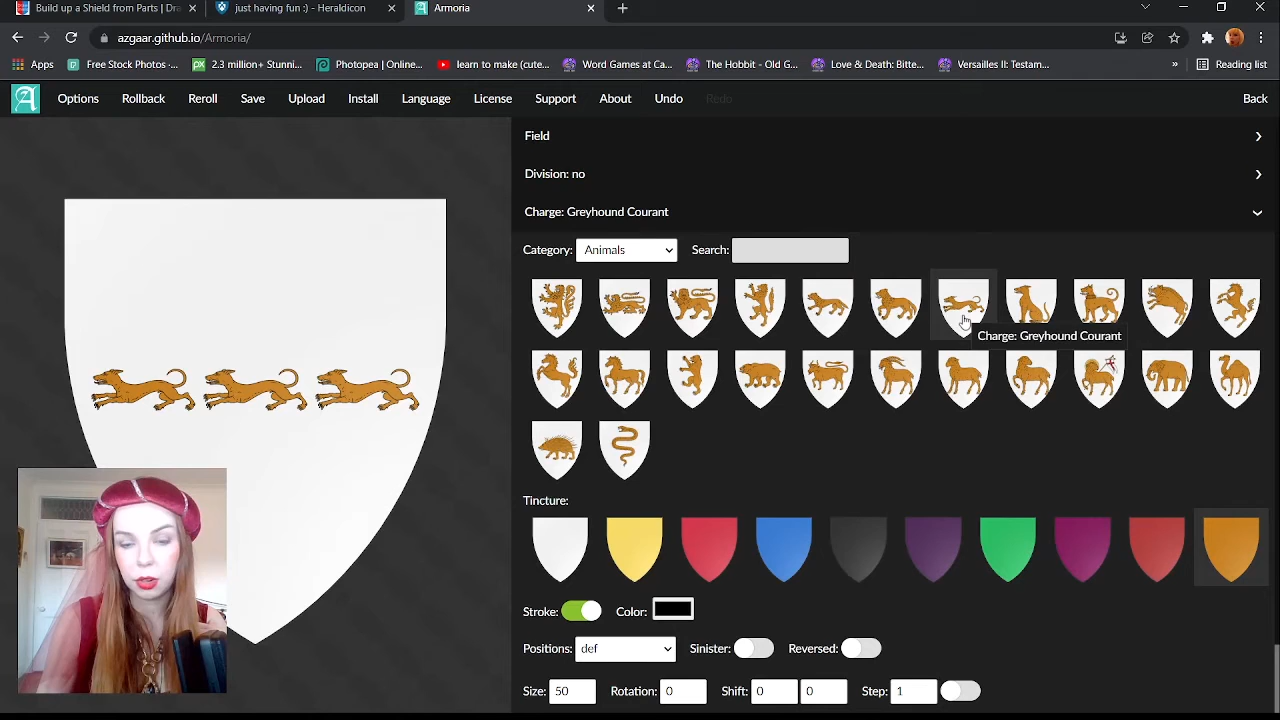 Build up a Shield from Parts | Dra
just having fun :) - Heraldicon
Armoria
azgaar.github.io/Armoria/
Apps
Free Stock Photos -...
2.3 million+ Stunni...
Photopea | Online...
learn to make (cute...
Word Games at Ca...
The Hobbit - Old G...
Love & Death: Bitte...
Versailles II: Testam...
»
Reading list
A
Options
Rollback
Reroll
Save
Upload
Install
Language
License
Support
About
Undo
Redo
Back
Field
Division: no
Charge: Greyhound Courant
Category: Animals Search:
Charge: Greyhound Courant
Tincture:
Stroke: Color:
Positions: def Sinister: Reversed:
Size: 50 Rotation: 0 Shift: 0 0 Step: 1